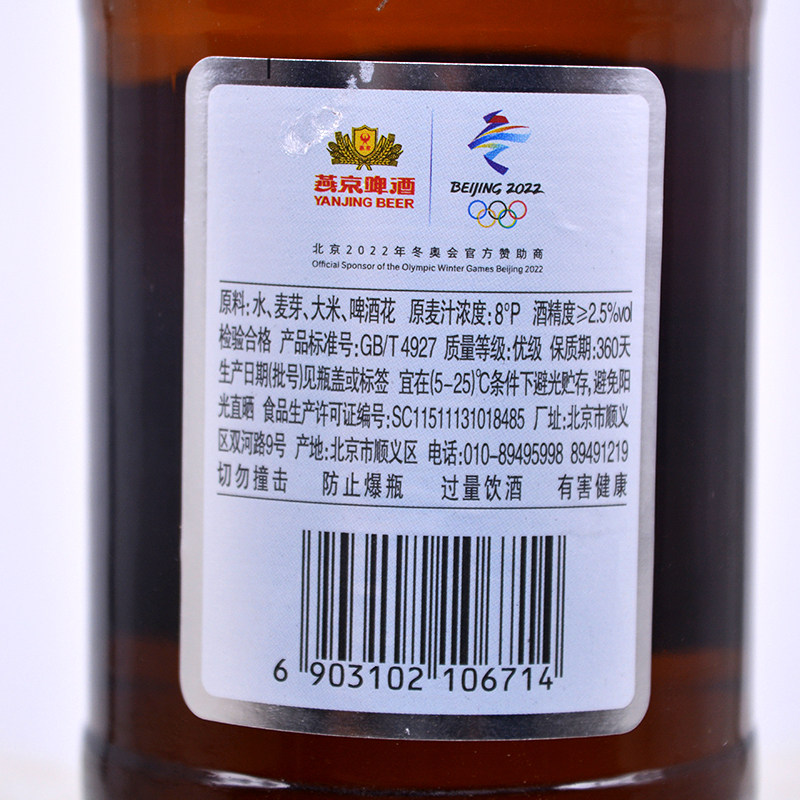 燕京啤酒
YANJING BEER
BEIJING 2022
北京2022年冬奥会官方赞助商
Official Sponsor of the Olympic Winter Games Beijing 2022
原料:水、麦芽、大米、啤酒花 原麦汁浓度:8°P 酒精度≥2.5%vol
检验合格 产品标准号:GB/T 4927 质量等级:优级 保质期:360天
生产日期(批号)见瓶盖或标签 宜在(5-25)℃条件下避光贮存,避免阳
光直晒 食品生产许可证编号:SC11511131018485 厂址:北京市顺义
区双河路9号 产地:北京市顺义区 电话:010-89495998 89491219
切勿撞击 防止爆瓶 过量饮酒 有害健康
6 903102 106714